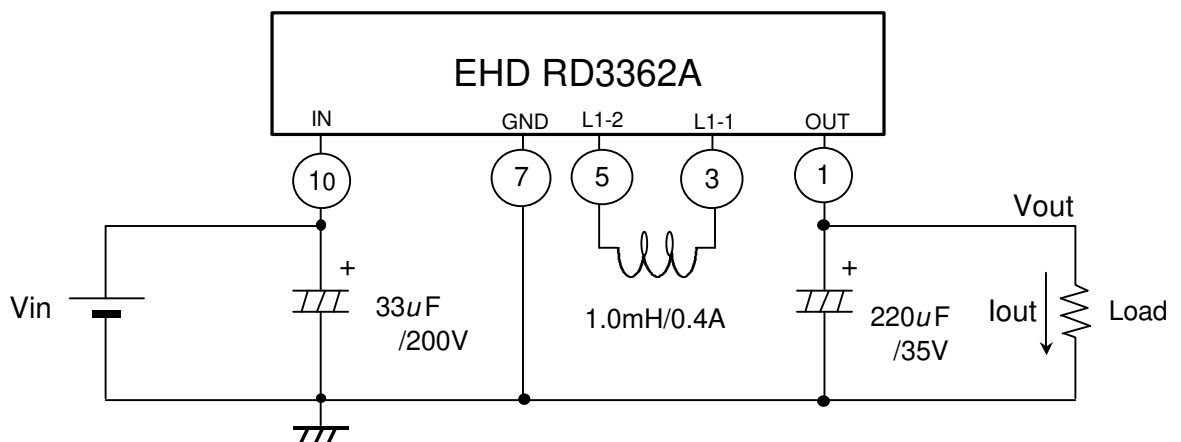 EHD RD3362A
IN
GND
L1-2
L1-1
OUT
10
7
5
3
1
Vout
Vin
+
33uF
/200V
1.0mH/0.4A
+
220uF
/35V
Iout
Load